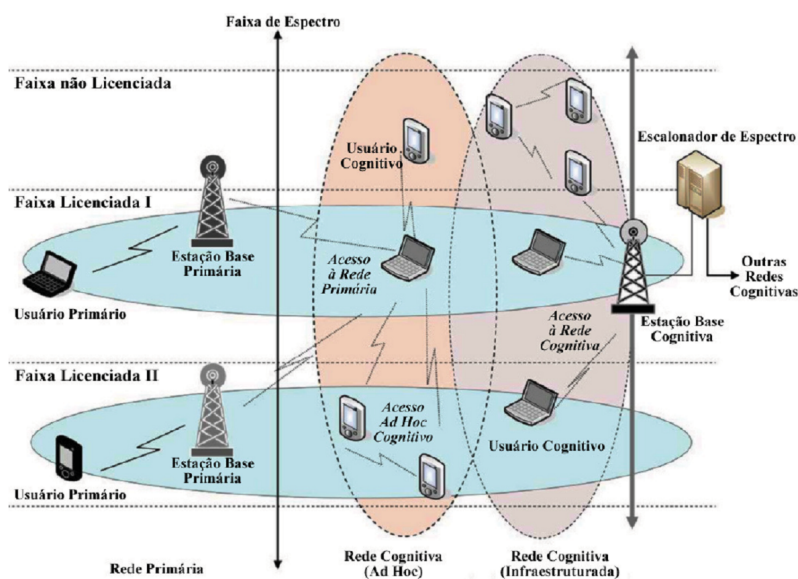 Faixa de Espectro
Faixa não Licenciada
Escalonador de Espectro
Usuário
Cognitivo
Faixa Licenciada I
Estação Base
Primária
Acesso
à Rede
Primária
Outras
Redes
Cognitivas
Usuário Primário
Acesso
à Rede
Cognitiva
Estação Base
Cognitiva
Faixa Licenciada II
Acesso
Ad Hoc
Cognitivo
Usuário Cognitivo
Estação Base
Primária
Usuário Primário
Rede Primária
Rede Cognitiva
(Ad Hoc)
Rede Cognitiva
(Infraestruturada)